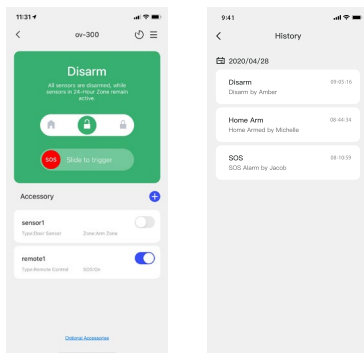 11:31
ov-300
Disarm
All sensors are disarmed, while
sensors in 24-Hour Zone remain
active.
SOS
Slide to trigger
Accessory
sensor1
Type:Door Sensor
Zone:Arm Zone
remote1
Type:Remote Control
SOS:On
Optional Accessories
9:41
History
2020/04/28
Disarm
09:05:16
Disarm by Amber
Home Arm
08:44:34
Home Armed by Michelle
SOS
08:10:59
SOS Alarm by Jacob